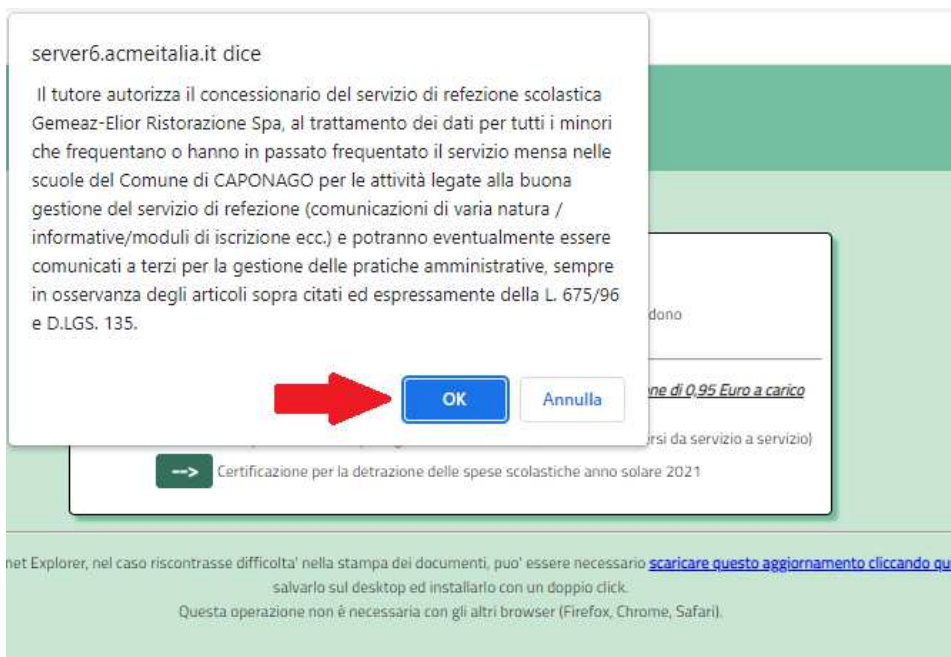 server6.acmeitalia.it dice
Il tutore autorizza il concessionario del servizio di refezione scolastica
Gemeaz-Elior Ristorazione Spa, al trattamento dei dati per tutti i minori
che frequentano o hanno in passato frequentato il servizio mensa nelle
scuole del Comune di CAPONAGO per le attività legate alla buona
gestione del servizio di refezione (comunicazioni di varia natura /
informative/moduli di iscrizione ecc.) e potranno eventualmente essere
comunicati a terzi per la gestione delle pratiche amministrative, sempre
in osservanza degli articoli sopra citati ed espressamente della L. 675/96
e D.LGS. 135.
OK
Annulla
dono
ne di 0,95 Euro a carico
rsi da servizio a servizio)
--> Certificazione per la detrazione delle spese scolastiche anno solare 2021
net Explorer, nel caso riscontrasse difficolta' nella stampa dei documenti, puo' essere necessario scaricare questo aggiornamento cliccando qu
salvarlo sul desktop ed installarlo con un doppio click.
Questa operazione non è necessaria con gli altri browser (Firefox, Chrome, Safari).